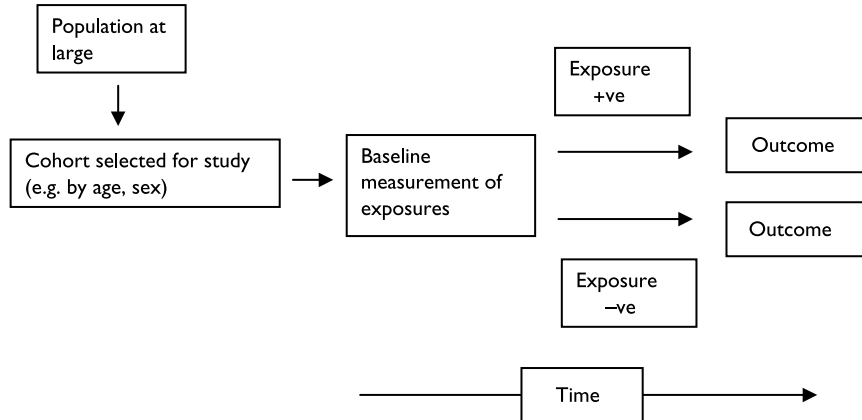 Population at
large
Cohort selected for study
(e.g. by age, sex)
Baseline
measurement of
exposures
Exposure
+ve
Outcome
Outcome
Exposure
–ve
Time